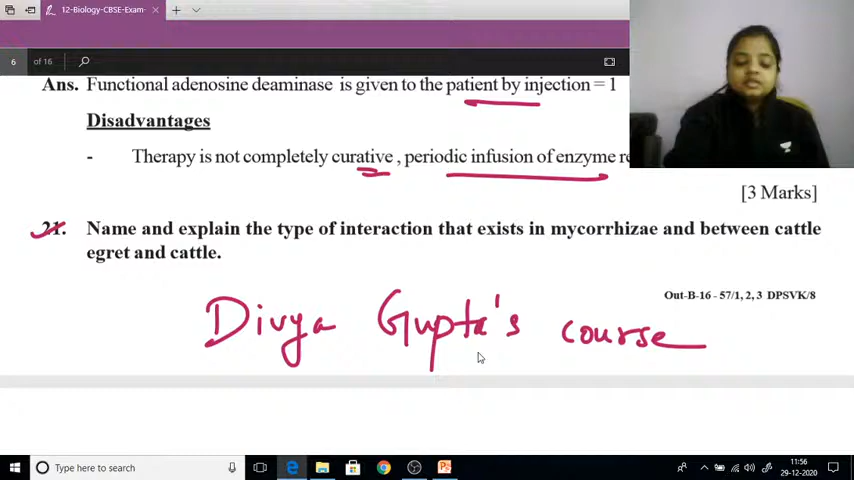 12-Biology-CBSE-Exam-
6 of 16
Ans. Functional adenosine deaminase is given to the patient by injection = 1
Disadvantages
- Therapy is not completely curative , periodic infusion of enzyme
[3 Marks]
21. Name and explain the type of interaction that exists in mycorrhizae and between cattle
egret and cattle.
Out-B-16 - 57/1, 2, 3 DPSVK/8
Divya Gupta's course
Type here to search
11:56
29-12-2020